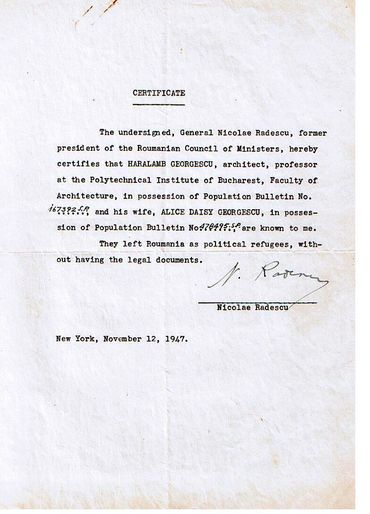 CERTIFICATE
The undersigned, General Nicolae Radescu, former
president of the Roumanian Council of Ministers, hereby
certifies that HARALAMB GEORGESCU, architect, professor
at the Polytechnical Institute of Bucharest, Faculty of
Architecture, in possession of Population Bulletin No.
and his wife, ALICE DAISY GEORGESCU, in posses-
sion of Population Bulletin No. are known to me.
They left Roumania as political refugees, with-
out having the legal documents.
N. Radescu
Nicolae Radescu
New York, November 12, 1947.